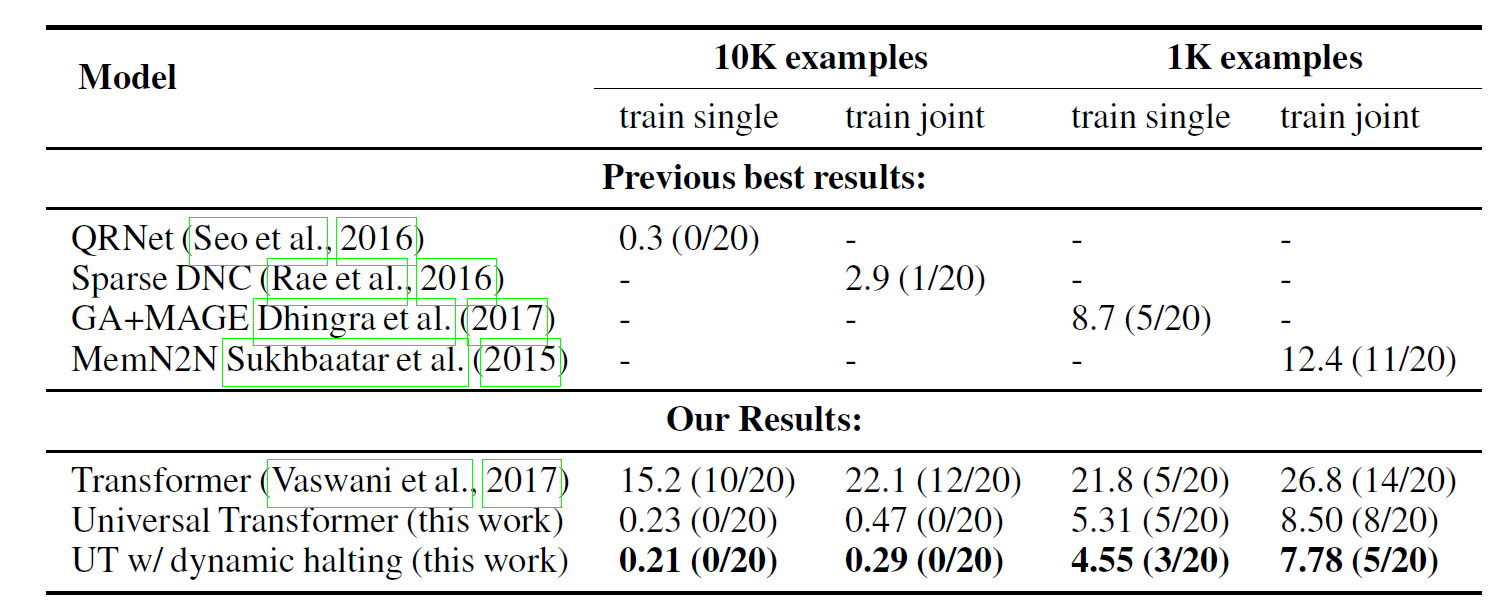 Model 10K examples 1K examples
train single train joint train single train joint
Previous best results:
QRNet (Seo et al., 2016) 0.3 (0/20) - - -
Sparse DNC (Rae et al., 2016) - 2.9 (1/20) - -
GA+MAGE Dhingra et al. (2017) - - 8.7 (5/20) -
MemN2N Sukhbaatar et al. (2015) - - - 12.4 (11/20)
Our Results:
Transformer (Vaswani et al., 2017) 15.2 (10/20) 22.1 (12/20) 21.8 (5/20) 26.8 (14/20)
Universal Transformer (this work) 0.23 (0/20) 0.47 (0/20) 5.31 (5/20) 8.50 (8/20)
UT w/ dynamic halting (this work) 0.21 (0/20) 0.29 (0/20) 4.55 (3/20) 7.78 (5/20)